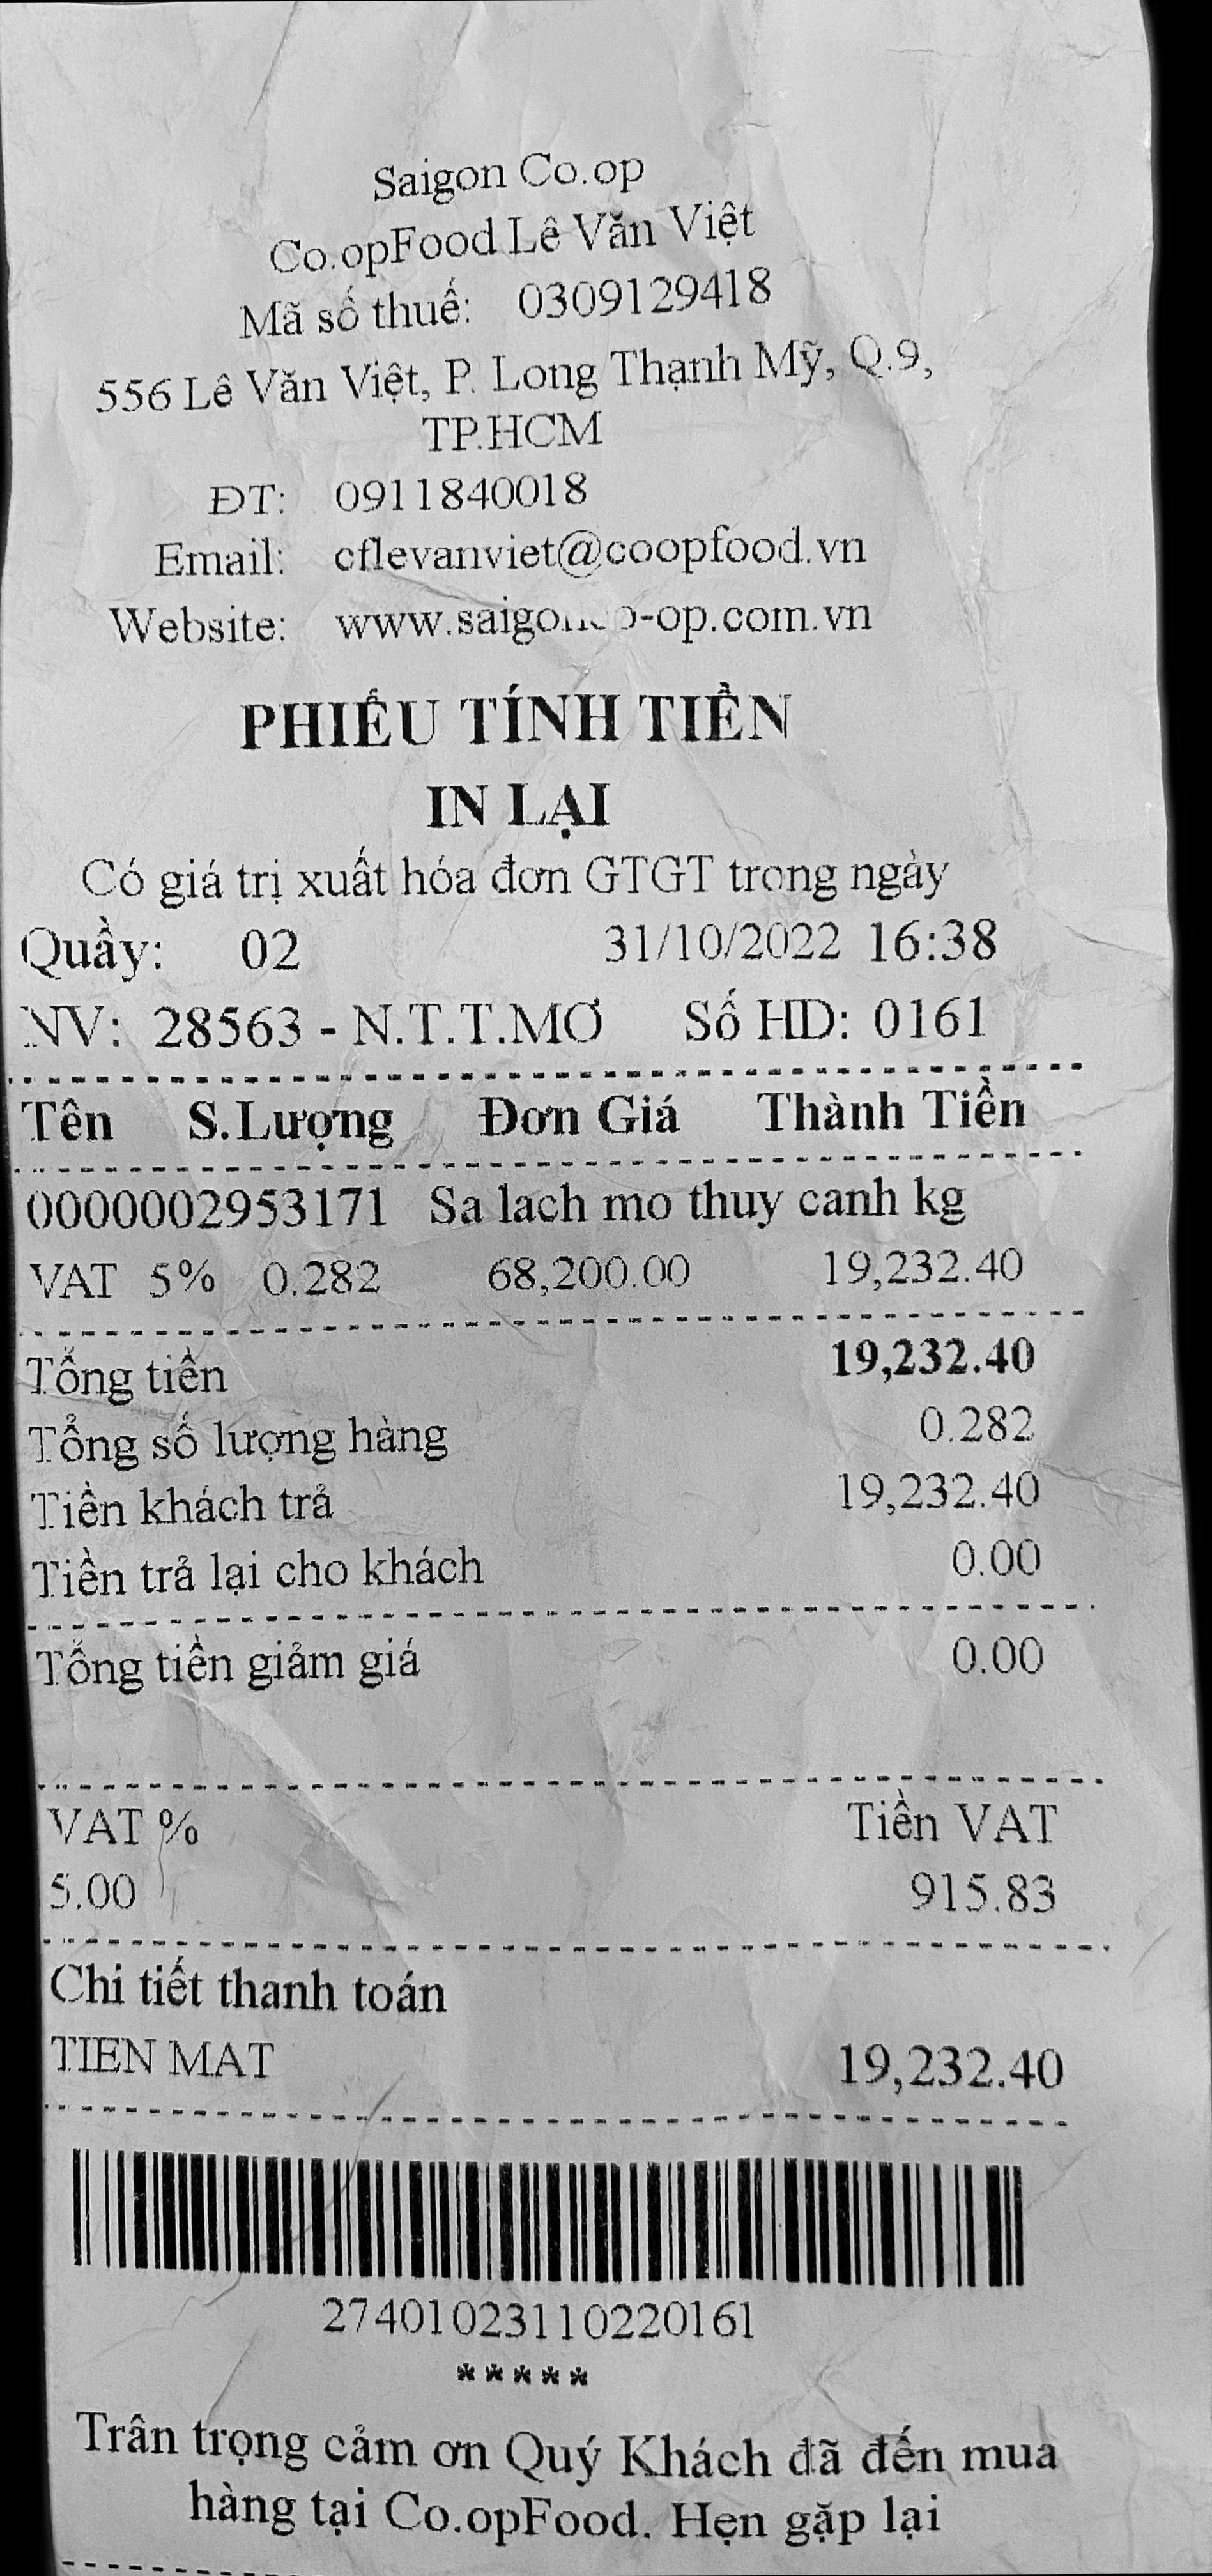 Saigon Co.op
Co.opFood Lê Văn Việt
Mã số thuế: 0309129418
556 Lê Văn Việt, P. Long Thạnh Mỹ, Q.9,
TP.HCM
ĐT: 0911840018
Email: cflevanviet@coopfood.vn
Website:
PHIẾU TÍNH TIỀN
IN LẠI
Có giá trị xuất hóa đơn GTGT trong ngày
Quầy: 02 31/10/2022 16:38
NV: 28563 - N.T.T.MƠ Số HD: 0161
Tên S.Lượng Đơn Giá Thành Tiền
0000002953171 Sa lach mo thuy canh kg
VAT 5% 0.282 68,200.00 19,232.40
Tổng tiền 19,232.40
Tổng số lượng hàng 0.282
Tiền khách trả 19,232.40
Tiền trả lại cho khách 0.00
Tổng tiền giảm giá 0.00
VAT % Tiền VAT
5.00 915.83
Chi tiết thanh toán
TIEN MAT 19,232.40
27401023110220161
*****
Trân trọng cảm ơn Quý Khách đã đến mua
hàng tại Co.opFood. Hẹn gặp lại